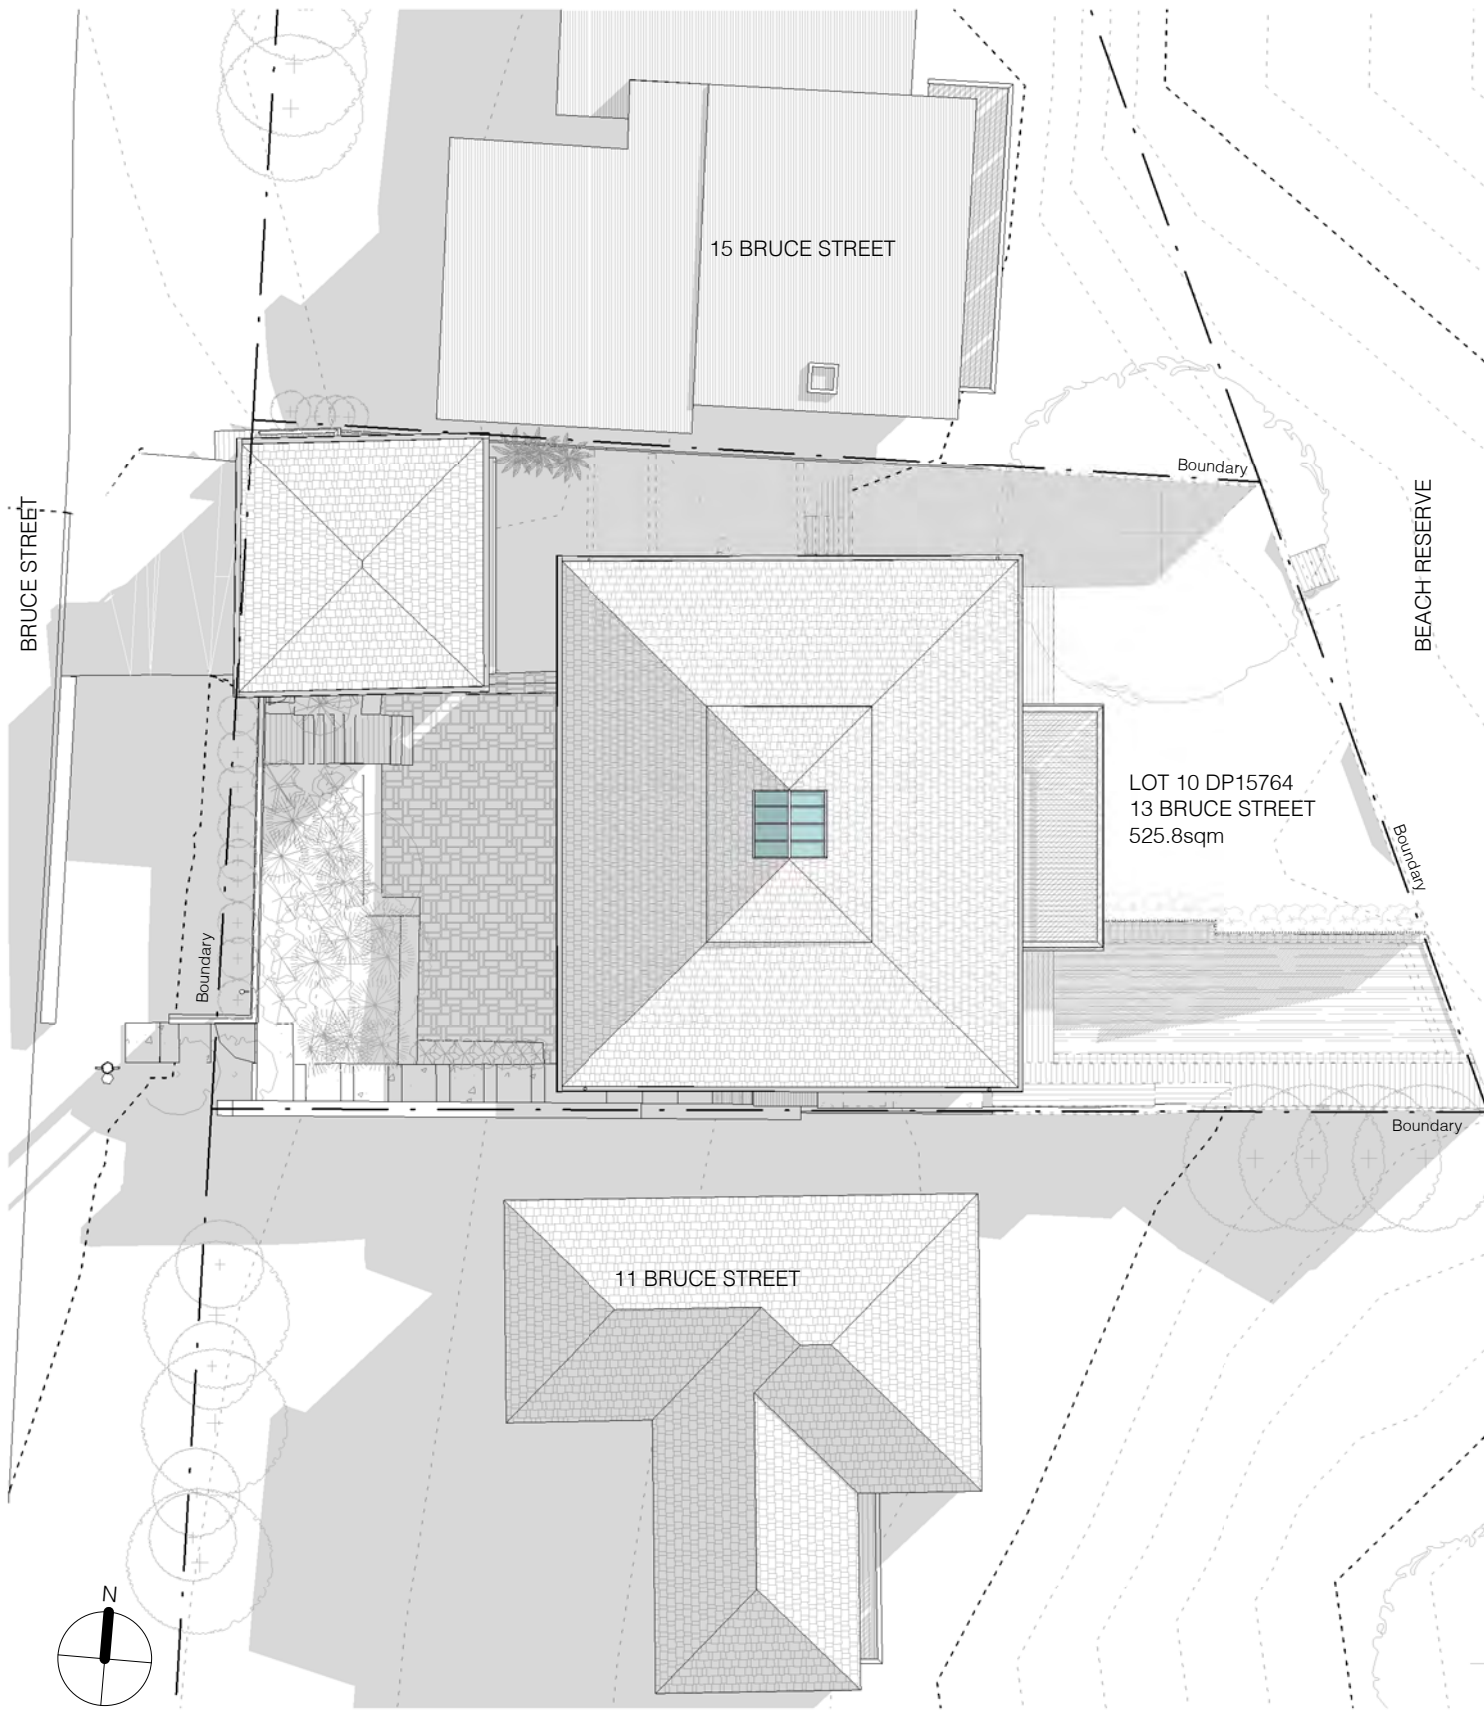 15 BRUCE STREET
Boundary
BRUCE STREET
BEACH RESERVE
LOT 10 DP15764
13 BRUCE STREET
525.8sqm
Boundary
Boundary
Boundary
11 BRUCE STREET
N